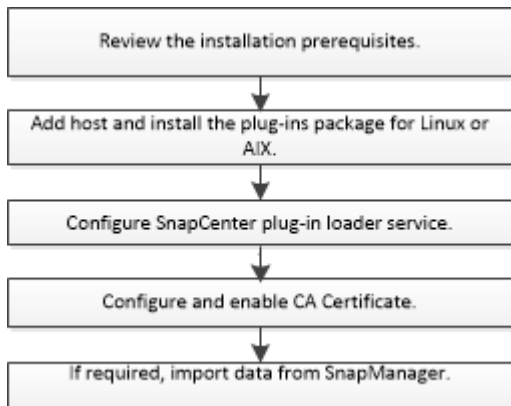 Review the installation prerequisites.
Add host and install the plug-ins package for Linux or
AIX.
Configure SnapCenter plug-in loader service.
Configure and enable CA Certificate.
If required, import data from SnapManager.